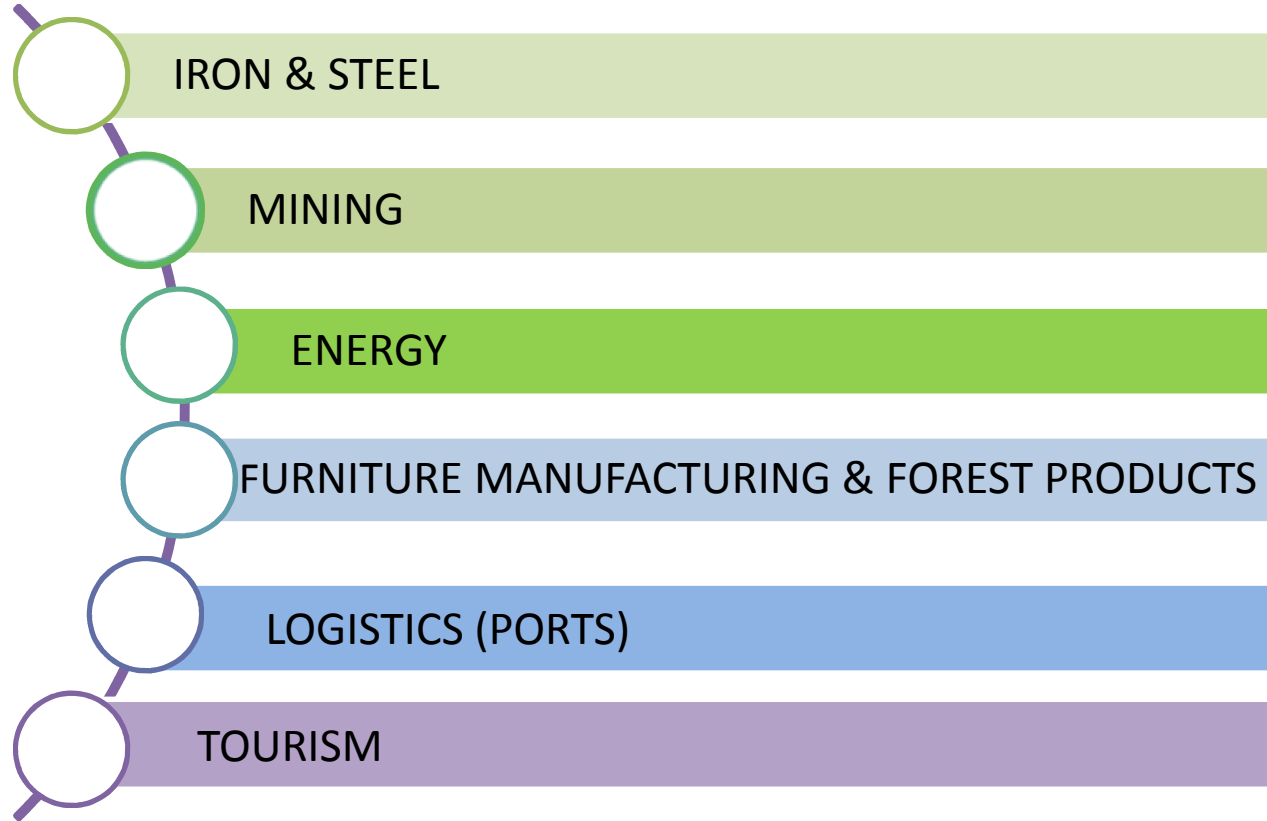 IRON & STEEL
MINING
ENERGY
FURNITURE MANUFACTURING & FOREST PRODUCTS
LOGISTICS (PORTS)
TOURISM